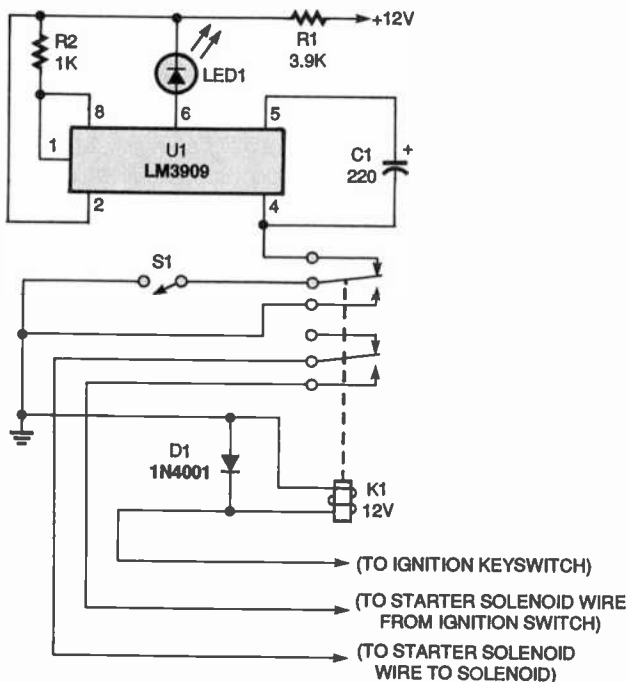 +12V
R1
3.9K
R2
1K
LED1
8
6
5
1
U1
LM3909
C1
220
+
2
4
S1
D1
1N4001
K1
12V
(TO IGNITION KEYSWITCH)
(TO STARTER SOLENOID WIRE
FROM IGNITION SWITCH)
(TO STARTER SOLENOID
WIRE TO SOLENOID)